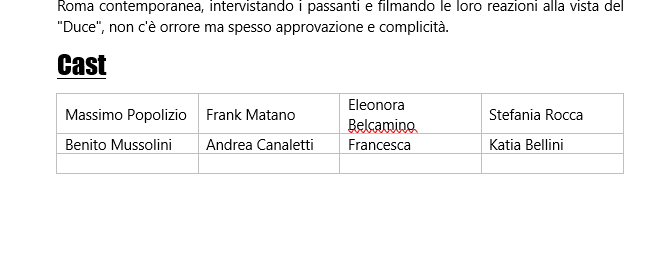 Roma contemporanea, intervistando i passanti e filmando le loro reazioni alla vista del
"Duce", non c'è orrore ma spesso approvazione e complicità.
Cast
Massimo Popolizio Frank Matano Eleonora Belcamino Stefania Rocca
Benito Mussolini Andrea Canaletti Francesca Katia Bellini